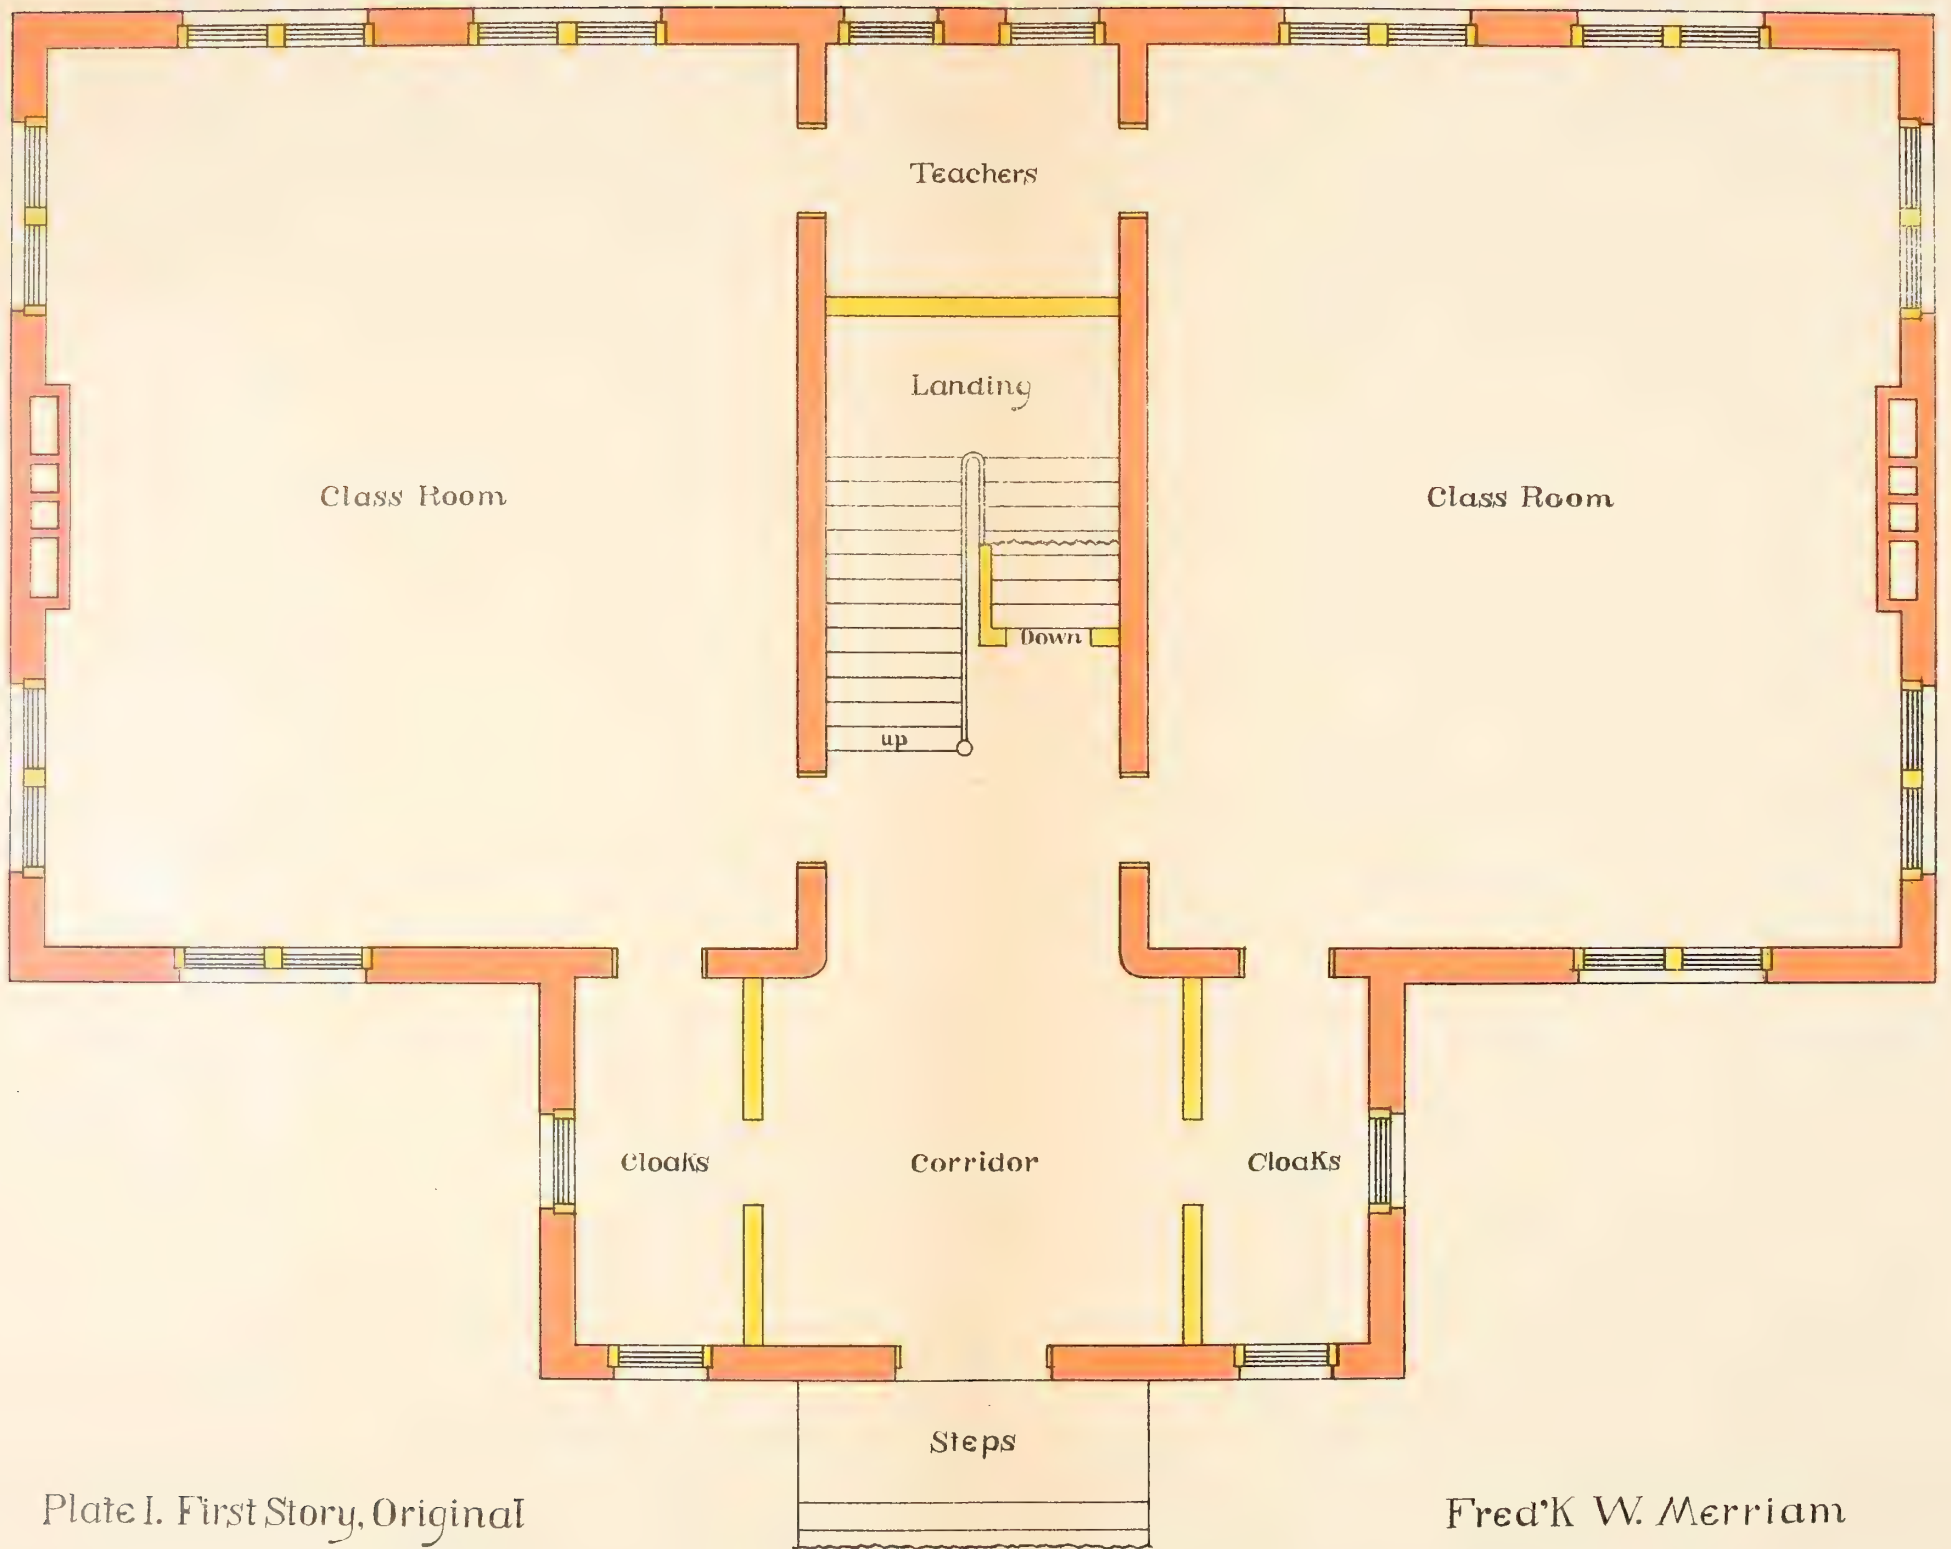 Teachers
Landing
Class Room
Class Room
Down
up
Cloaks
Corridor
Cloaks
Steps
Plate I. First Story, Original
Fred'K W. Merriam